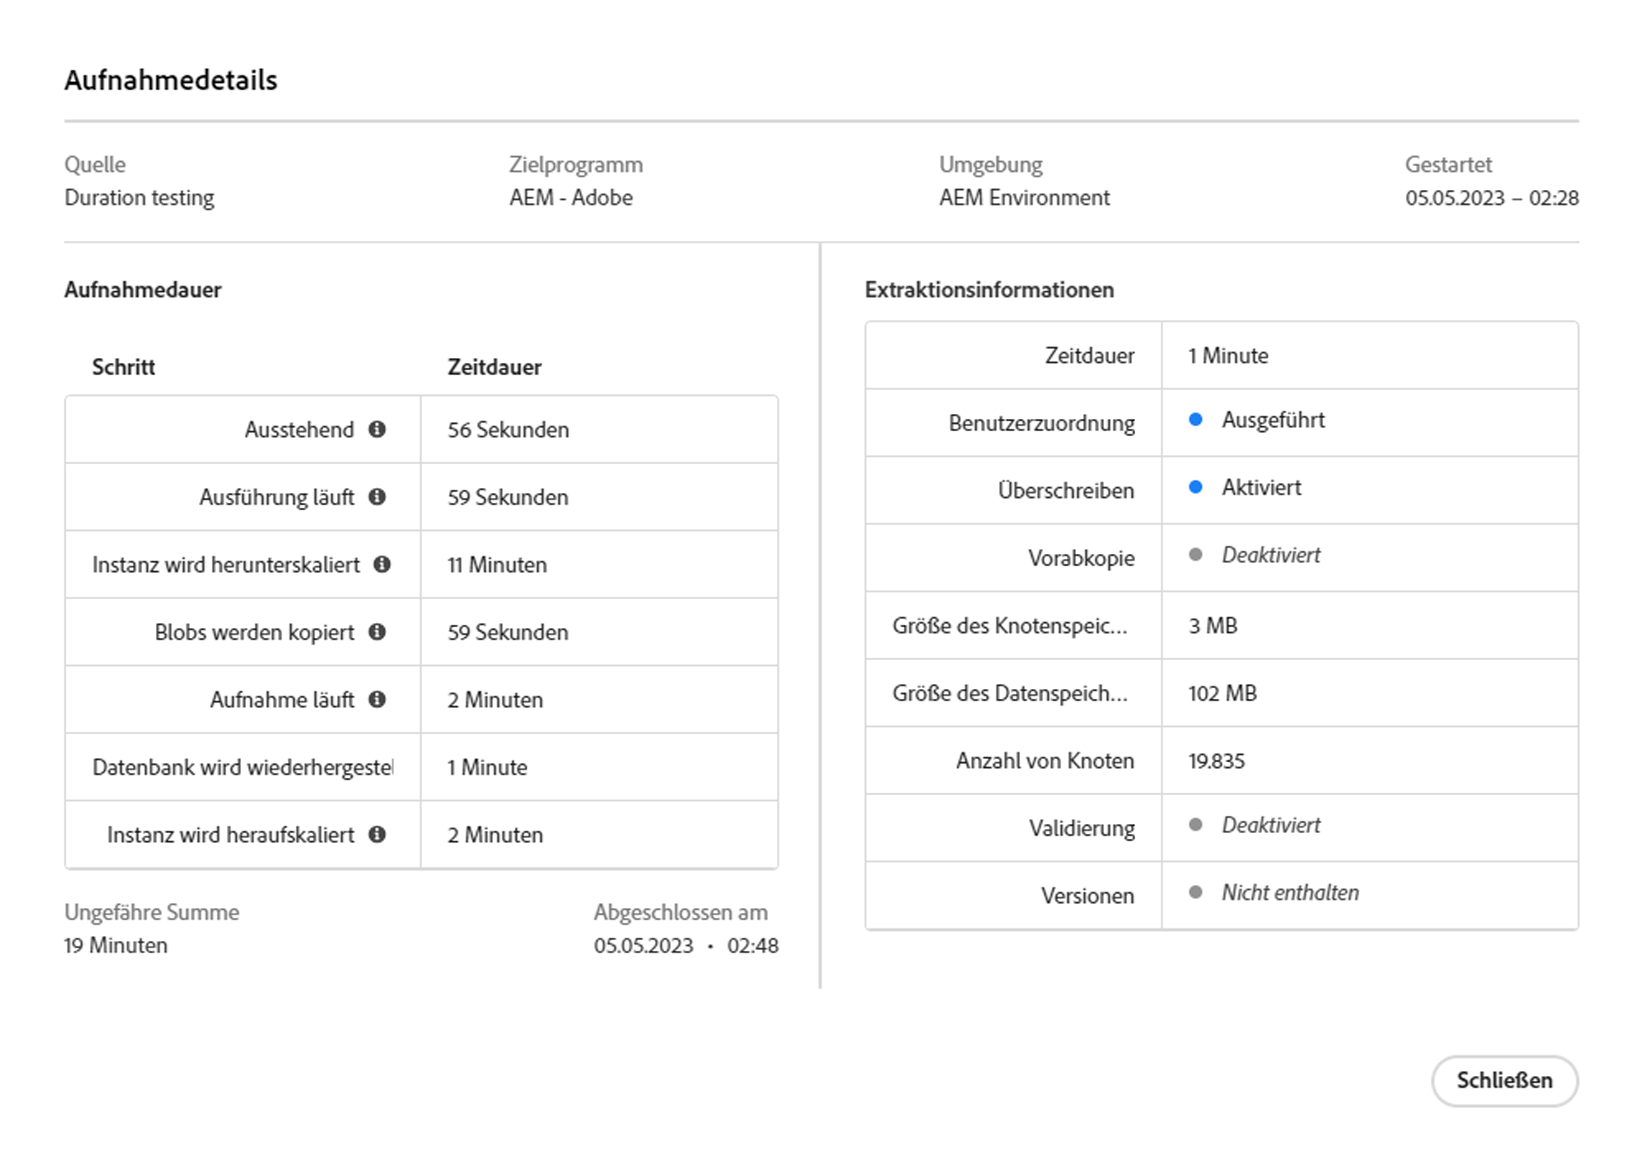 Aufnahmedetails
Quelle
Duration testing
Zielprogramm
AEM - Adobe
Umgebung
AEM Environment
Gestartet
05.05.2023 – 02:28
Aufnahmedauer
Schritt Zeitdauer
Ausstehend 56 Sekunden
Ausführung läuft 59 Sekunden
Instanz wird herunterskaliert 11 Minuten
Blobs werden kopiert 59 Sekunden
Aufnahme läuft 2 Minuten
Datenbank wird wiederhergestel 1 Minute
Instanz wird heraufskaliert 2 Minuten
Ungefähre Summe
19 Minuten
Abgeschlossen am
05.05.2023 • 02:48
Extraktionsinformationen
Zeitdauer 1 Minute
Benutzerzuordnung Ausgeführt
Überschreiben Aktiviert
Vorabkopie Deaktiviert
Größe des Knotenspeic... 3 MB
Größe des Datenspeich... 102 MB
Anzahl von Knoten 19.835
Validierung Deaktiviert
Versionen Nicht enthalten
Schließen